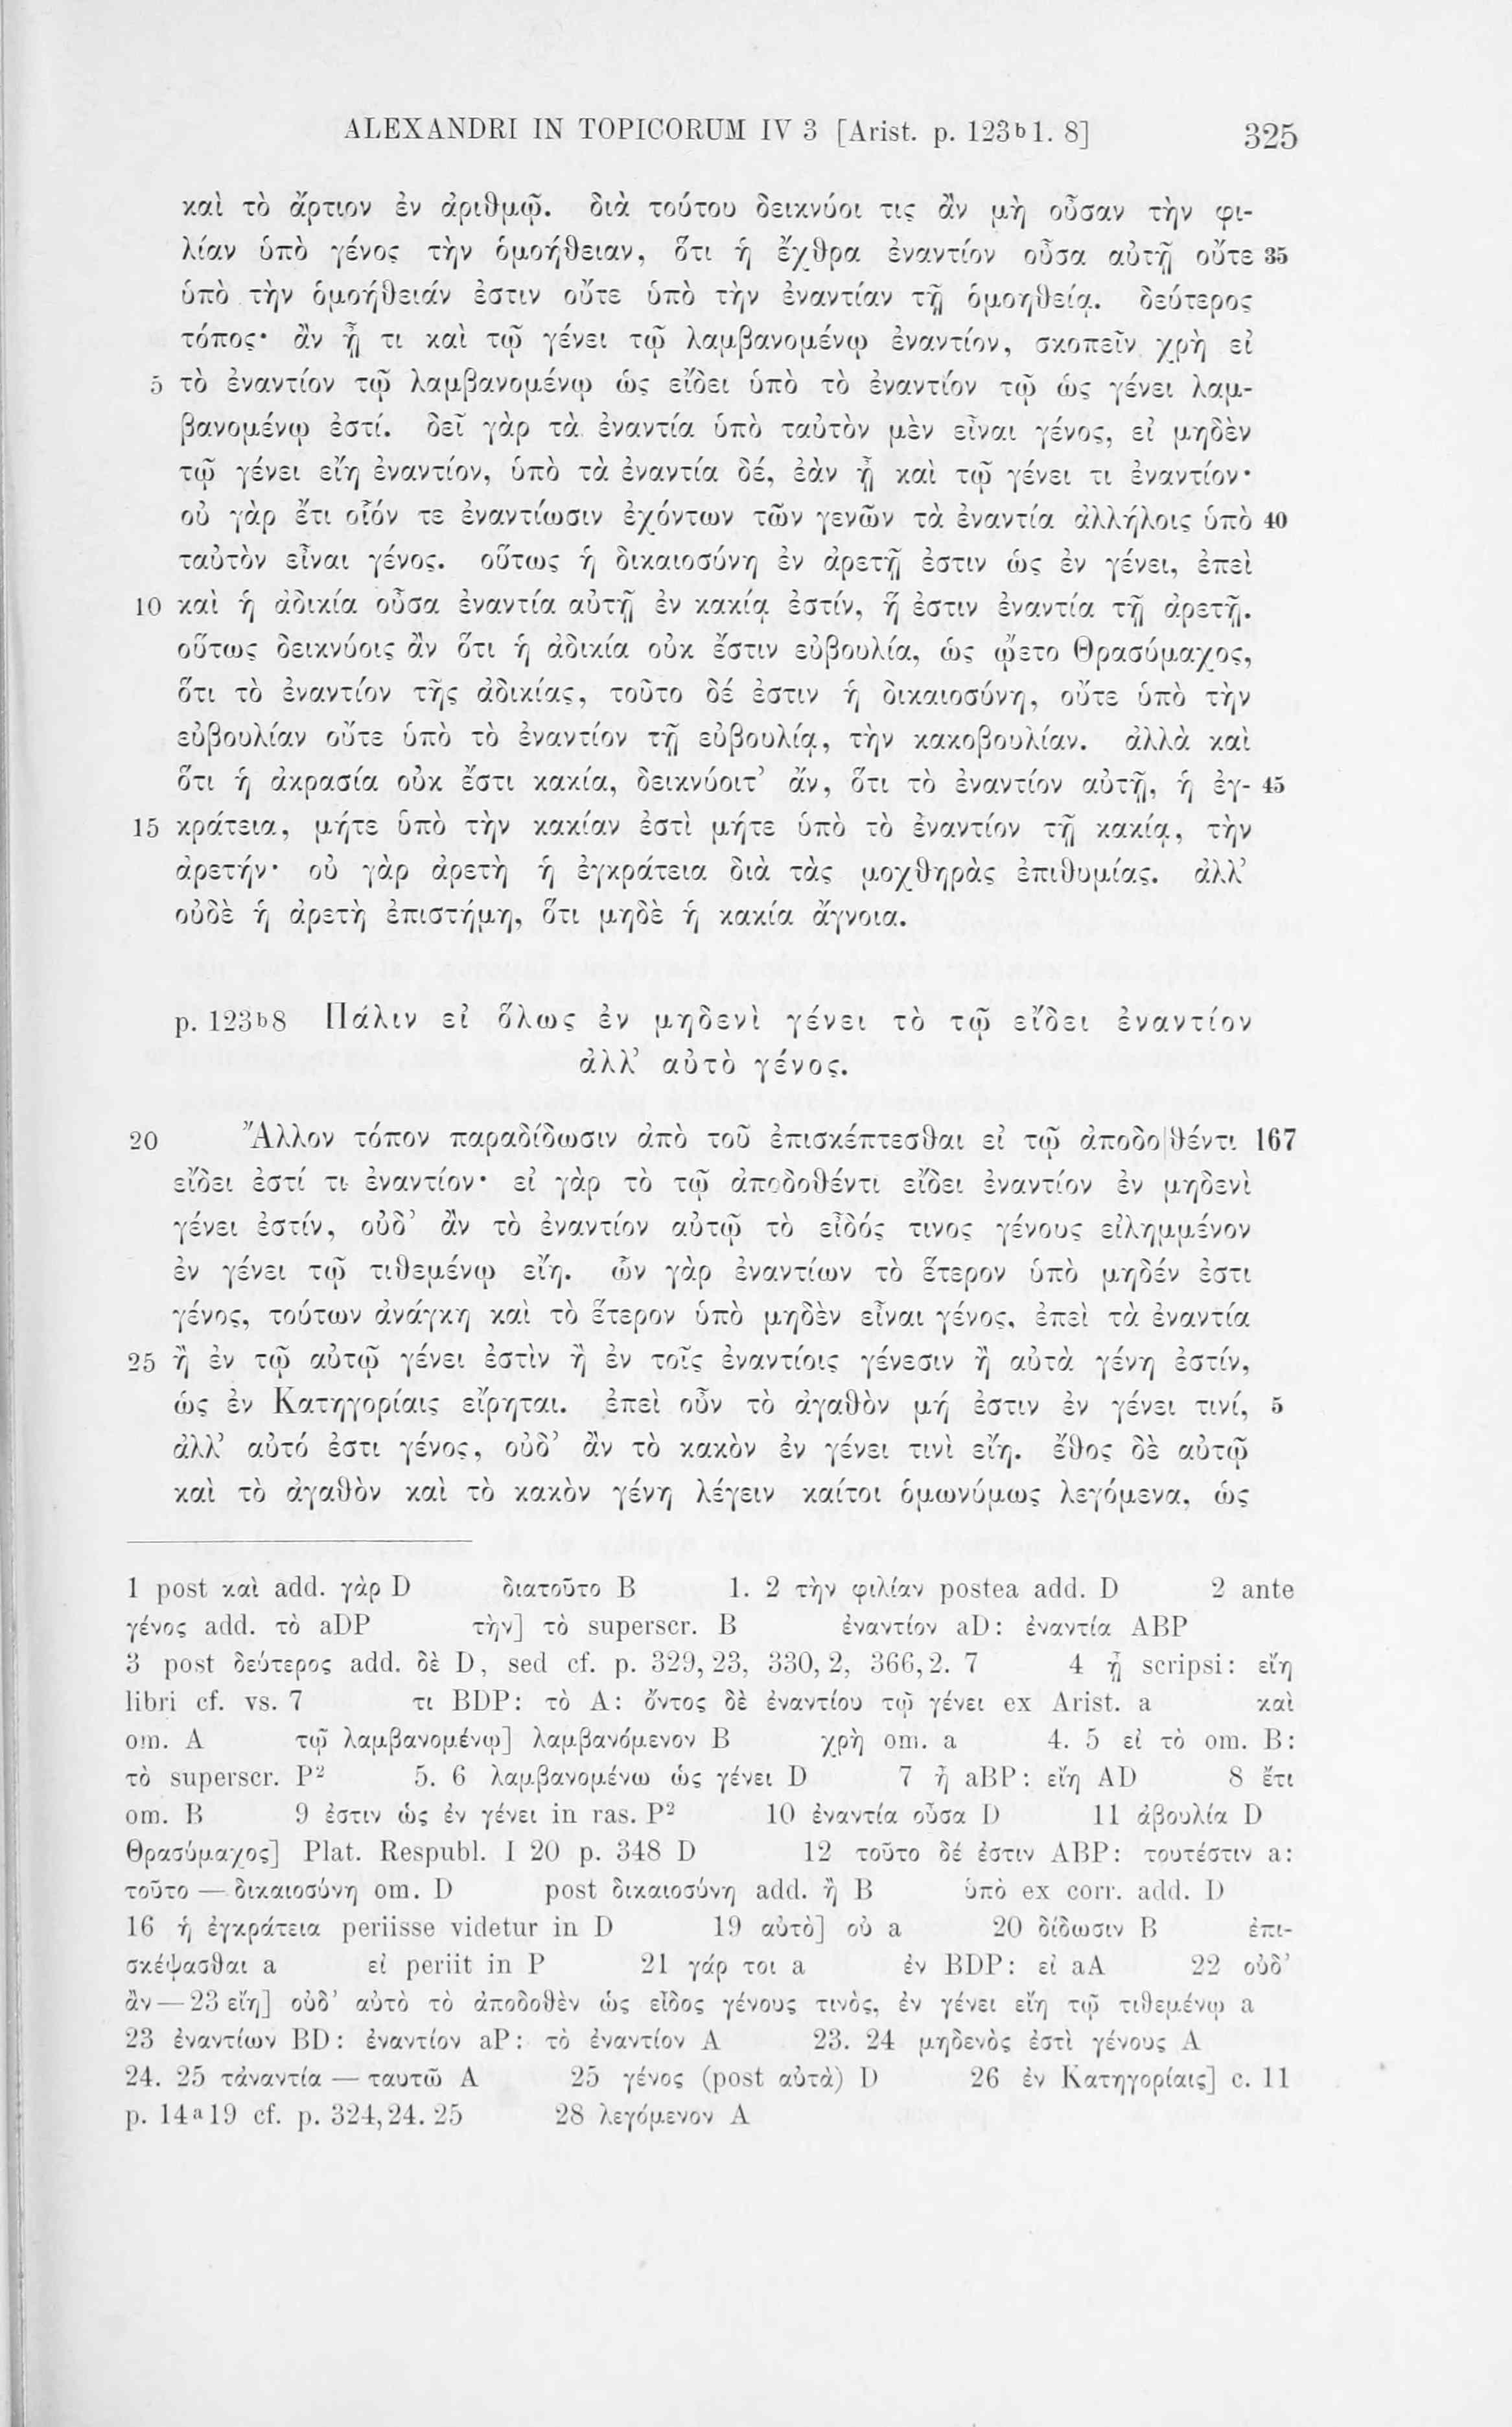 ALEXANDRI IN TOPICORUM IV 3 [Arist. p. 123b1. 8] 325
καὶ τὸ ἄρτιον ἐν ἀριθμῷ. διὰ τούτου δεικνύοι τις ἂν μὴ οὖσαν τὴν φι-
λίαν ὑπὸ γένος τὴν ὁμοήθειαν, ὅτι ἡ ἔχθρα ἐναντίον οὖσα αὐτῇ οὔτε 35
ὑπὸ τὴν ὁμοήθειάν ἐστιν οὔτε ὑπὸ τὴν ἐναντίαν τῇ ὁμοηθείᾳ. δεύτερος
τόπος· ἂν ᾖ τι καὶ τῷ γένει τῷ λαμβανομένῳ ἐναντίον, σκοπεῖν χρὴ εἰ
5 τὸ ἐναντίον τῷ λαμβανομένῳ ὡς εἴδει ὑπὸ τὸ ἐναντίον τῷ ὡς γένει λαμ-
βανομένῳ ἐστί. δεῖ γὰρ τὰ ἐναντία ὑπὸ ταὐτὸν μὲν εἶναι γένος, εἰ μηδὲν
τῷ γένει εἴη ἐναντίον, ὑπὸ τὰ ἐναντία δέ, ἐὰν ᾖ καὶ τῷ γένει τι ἐναντίον·
οὐ γὰρ ἔτι οἷόν τε ἐναντίωσιν ἐχόντων τῶν γενῶν τὰ ἐναντία ἀλλήλοις ὑπὸ 40
ταὐτὸν εἶναι γένος. οὕτως ἡ δικαιοσύνη ἐν ἀρετῇ ἐστιν ὡς ἐν γένει, ἐπεὶ
10 καὶ ἡ ἀδικία οὖσα ἐναντία αὐτῇ ἐν κακίᾳ ἐστίν, ἥ ἐστιν ἐναντία τῇ ἀρετῇ.
οὕτως δεικνύοις ἂν ὅτι ἡ ἀδικία οὐκ ἔστιν εὐβουλία, ὡς ᾤετο Θρασύμαχος,
ὅτι τὸ ἐναντίον τῆς ἀδικίας, τοῦτο δέ ἐστιν ἡ δικαιοσύνη, οὔτε ὑπὸ τὴν
εὐβουλίαν οὔτε ὑπὸ τὸ ἐναντίον τῇ εὐβουλίᾳ, τὴν κακοβουλίαν. ἀλλὰ καὶ
ὅτι ἡ ἀκρασία οὐκ ἔστι κακία, δεικνύοιτ’ ἄν, ὅτι τὸ ἐναντίον αὐτῇ, ἡ ἐγ- 45
15 κράτεια, μήτε ὑπὸ τὴν κακίαν ἐστὶ μήτε ὑπὸ τὸ ἐναντίον τῇ κακίᾳ, τὴν
ἀρετήν· οὐ γὰρ ἀρετὴ ἡ ἐγκράτεια διὰ τὰς μοχθηρὰς ἐπιθυμίας. ἀλλ’
οὐδὲ ἡ ἀρετὴ ἐπιστήμη, ὅτι μηδὲ ἡ κακία ἄγνοια.
p. 123b8 Πάλιν εἰ ὅλως ἐν μηδενὶ γένει τὸ τῷ εἴδει ἐναντίον
ἀλλ’ αὐτὸ γένος.
20 Ἄλλον τόπον παραδίδωσιν ἀπὸ τοῦ ἐπισκέπτεσθαι εἰ τῷ ἀποδο|θέντι 167
εἴδει ἐστί τι ἐναντίον· εἰ γὰρ τὸ τῷ ἀποδοθέντι εἴδει ἐναντίον ἐν μηδενὶ
γένει ἐστίν, οὐδ’ ἂν τὸ ἐναντίον αὐτῷ τὸ εἶδός τινος γένους εἰλημμένον
ἐν γένει τῷ τιθεμένῳ εἴη. ὧν γὰρ ἐναντίων τὸ ἕτερον ὑπὸ μηδέν ἐστι
γένος, τούτων ἀνάγκη καὶ τὸ ἕτερον ὑπὸ μηδὲν εἶναι γένος, ἐπεὶ τὰ ἐναντία
25 ἢ ἐν τῷ αὐτῷ γένει ἐστὶν ἢ ἐν τοῖς ἐναντίοις γένεσιν ἢ αὐτὰ γένη ἐστίν,
ὡς ἐν Κατηγορίαις εἴρηται. ἐπεὶ οὖν τὸ ἀγαθὸν μή ἐστιν ἐν γένει τινί, 5
ἀλλ’ αὐτό ἐστι γένος, οὐδ’ ἂν τὸ κακὸν ἐν γένει τινὶ εἴη. ἔθος δὲ αὐτῷ
καὶ τὸ ἀγαθὸν καὶ τὸ κακὸν γένη λέγειν καίτοι ὁμωνύμως λεγόμενα, ὡς
1 post καὶ add. γὰρ D διατοῦτο B 1. 2 τὴν φιλίαν postea add. D 2 ante
γένος add. τὸ aDP τὴν] τὸ superscr. B ἐναντίον aD: ἐναντία ABP
3 post δεύτερος add. δὲ D, sed cf. p. 329,23, 330,2, 366,2. 7 4 ᾖ scripsi: εἴη
libri cf. vs. 7 τι BDP: τὸ A: ὄντος δὲ ἐναντίου τῷ γένει ex Arist. a καὶ
om. A τῷ λαμβανομένῳ] λαμβανόμενον B χρὴ om. a 4. 5 εἰ τὸ om. B:
τὸ superscr. P2 5. 6 λαμβανομένω ὡς γένει D 7 ᾖ aBP: εἴη AD 8 ἔτι
om. B 9 ἐστιν ὡς ἐν γένει in ras. P2 10 ἐναντία οὖσα D 11 ἀβουλία D
Θρασύμαχος] Plat. Respubl. I 20 p. 348 D 12 τοῦτο δέ ἐστιν ABP: τουτέστιν a:
τοῦτο — δικαιοσύνη om. D post δικαιοσύνη add. ἢ B ὑπὸ ex corr. add. D
16 ἡ ἐγκράτεια periisse videtur in D 19 αὐτὸ] οὐ a 20 δίδωσιν B ἐπι-
σκέψασθαι a εἰ periit in P 21 γάρ τοι a ἐν BDP: εἰ aA 22 οὐδ’
ἂν — 23 εἴη] οὐδ’ αὐτὸ τὸ ἀποδοθὲν ὡς εἶδος γένους τινὸς, ἐν γένει εἴη τῷ τιθεμένῳ a
23 ἐναντίων BD: ἐναντίον aP: τὸ ἐναντίον A 23. 24 μηδενὸς ἐστὶ γένους A
24. 25 τἀναντία — ταυτῶ A 25 γένος (post αὐτὰ) D 26 ἐν Κατηγορίαις] c. 11
p. 14a19 cf. p. 324,24. 25 28 λεγόμενον A